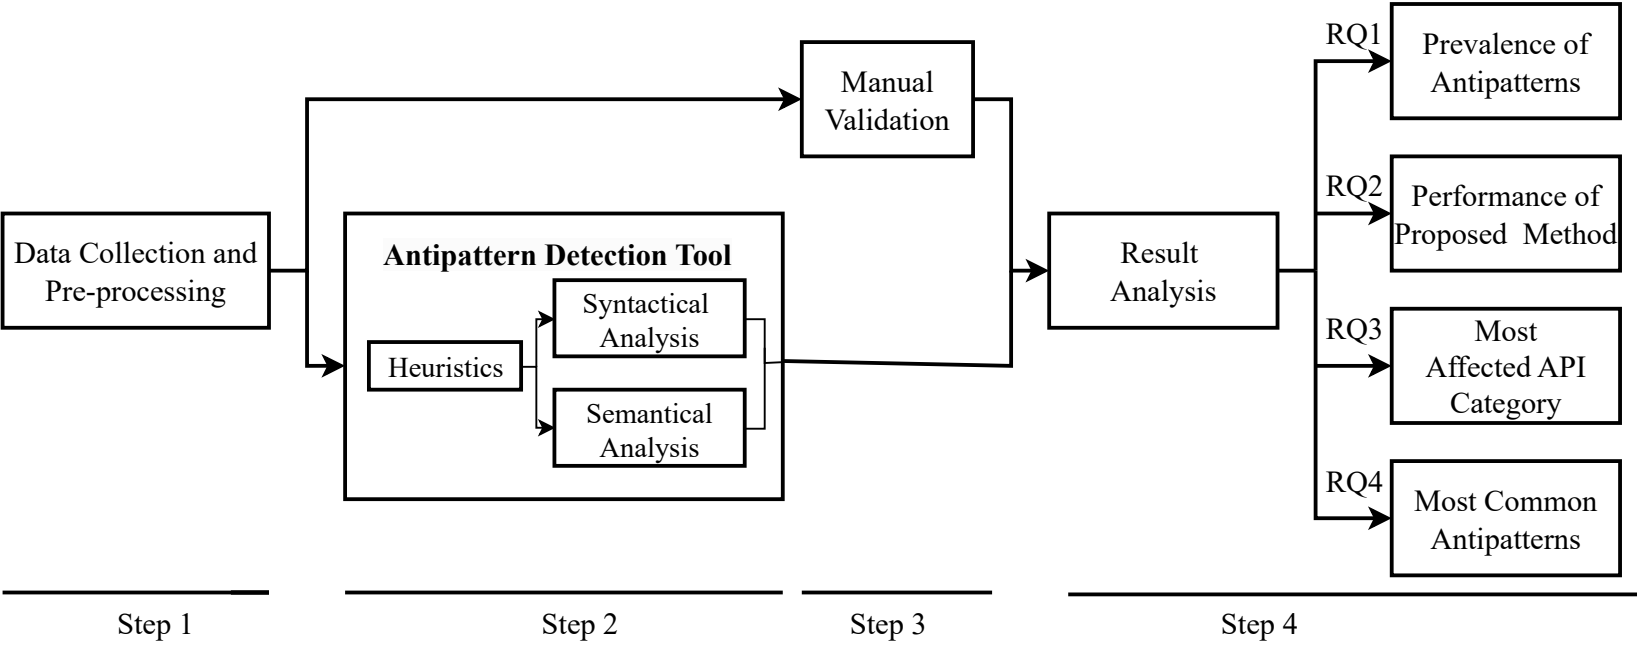 Data Collection and
Pre-processing
Antipattern Detection Tool
Heuristics
Syntactical
Analysis
Semantical
Analysis
Manual
Validation
Result
Analysis
RQ1
Prevalence of
Antipatterns
RQ2
Performance of
Proposed Method
RQ3
Most
Affected API
Category
RQ4
Most Common
Antipatterns
Step 1
Step 2
Step 3
Step 4